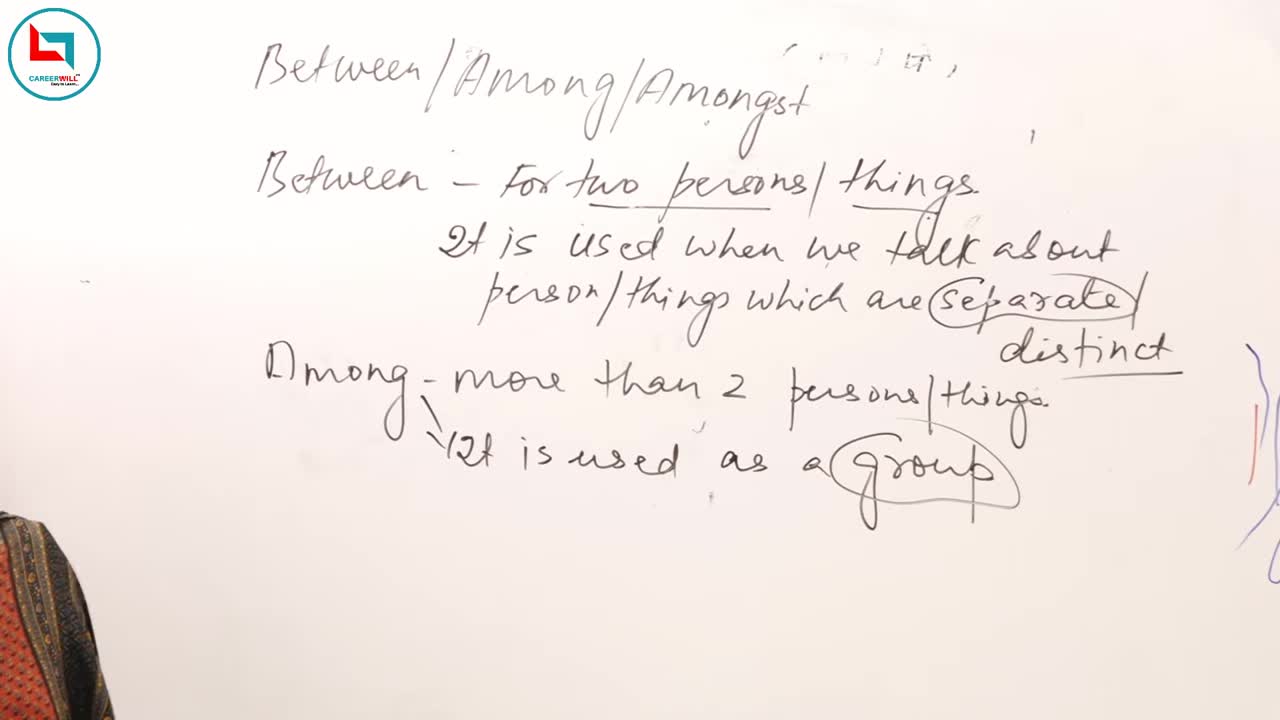 CAREERWILL
Easy to Learn...
Between/Among/Amongst
Between - For two persons/things.
It is used when we talk about
person/things which are separate/
distinct
Among - more than 2 persons/things.
It is used as a group